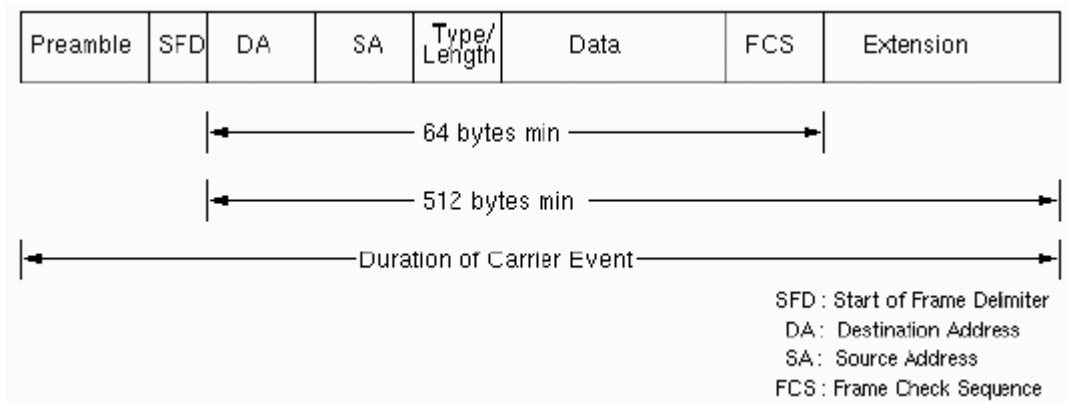 Preamble SFD DA SA Type/ Length Data FCS Extension
64 bytes min
512 bytes min
Duration of Carrier Event
SFD : Start of Frame Delimiter
DA : Destination Address
SA : Source Address
FCS : Frame Check Sequence